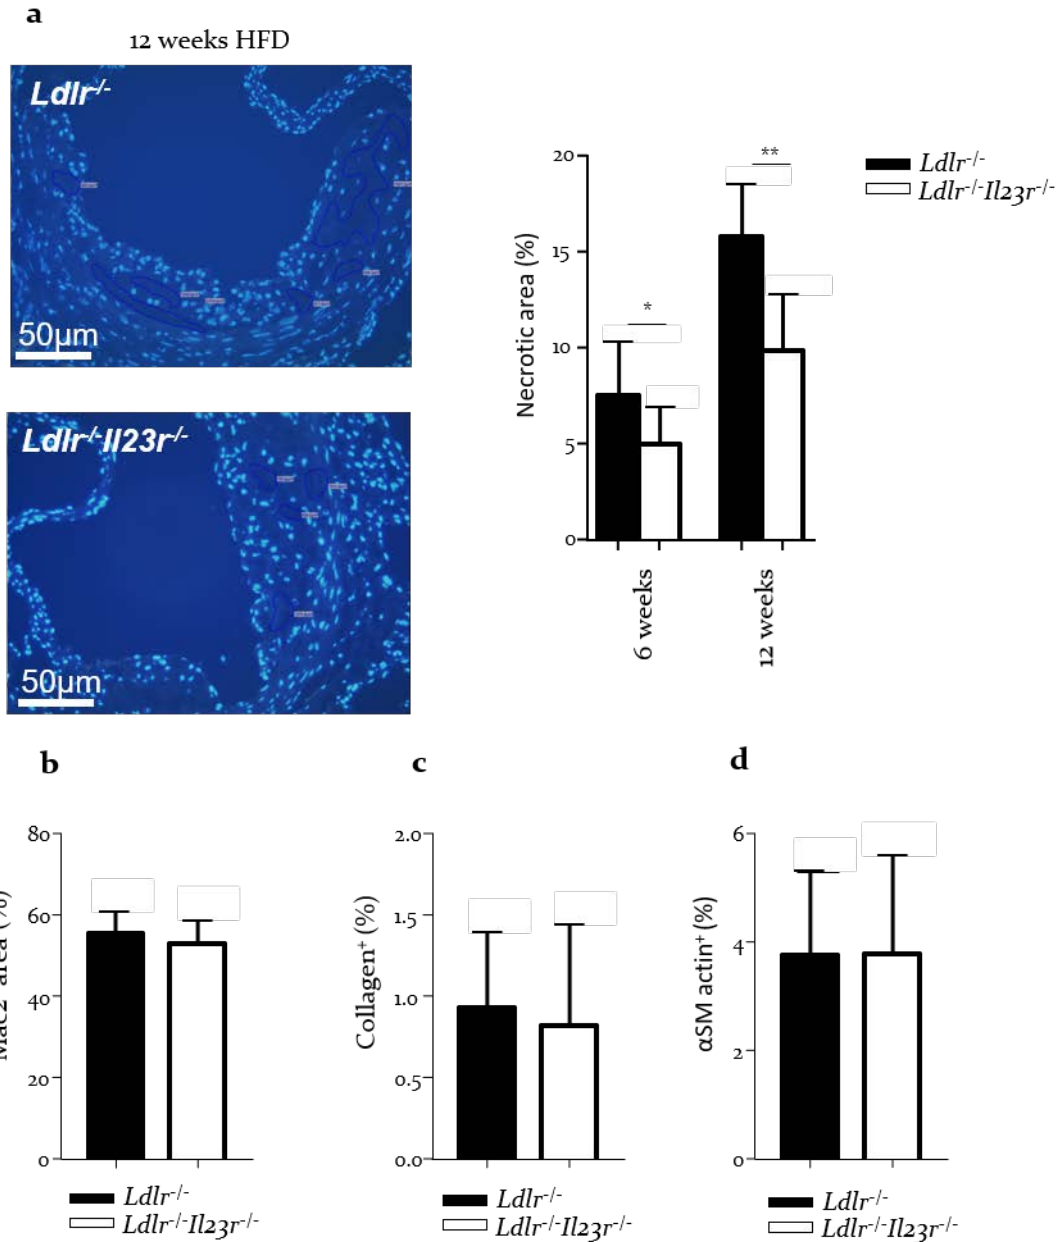 a
12 weeks HFD
Ldlr-/-
50µm
Ldlr-/-Il23r-/-
50µm
Necrotic area (%)
20
15
10
5
0
*
**
6 weeks
12 weeks
Ldlr-/-
Ldlr-/-Il23r-/-
b
80
60
40
20
0
area (%)
Ldlr-/-
Ldlr-/-Il23r-/-
c
Collagen+ (%)
2.0
1.5
1.0
0.5
0.0
Ldlr-/-
Ldlr-/-Il23r-/-
d
αSM actin+ (%)
6
4
2
0
Ldlr-/-
Ldlr-/-Il23r-/-